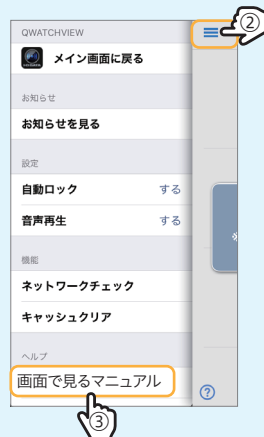 QWATCHVIEW
メイン画面に戻る
お知らせ
お知らせを見る
設定
自動ロック する
音声再生 する
機能
ネットワークチェック
キャッシュクリア
ヘルプ
画面で見るマニュアル
②
③
?